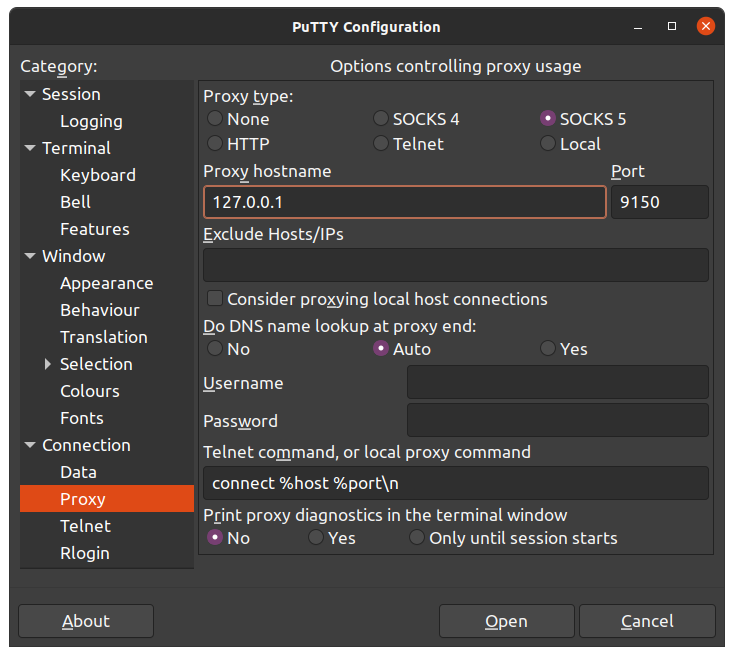 PuTTY Configuration
Category:
Session
Logging
Terminal
Keyboard
Bell
Features
Window
Appearance
Behaviour
Translation
Selection
Colours
Fonts
Connection
Data
Proxy
Telnet
Rlogin
Options controlling proxy usage
Proxy type:
None SOCKS 4 SOCKS 5
HTTP Telnet Local
Proxy hostname Port
127.0.0.1 9150
Exclude Hosts/IPs
Consider proxying local host connections
Do DNS name lookup at proxy end:
No Auto Yes
Username
Password
Telnet command, or local proxy command
connect %host %port\n
Print proxy diagnostics in the terminal window
No Yes Only until session starts
About Open Cancel